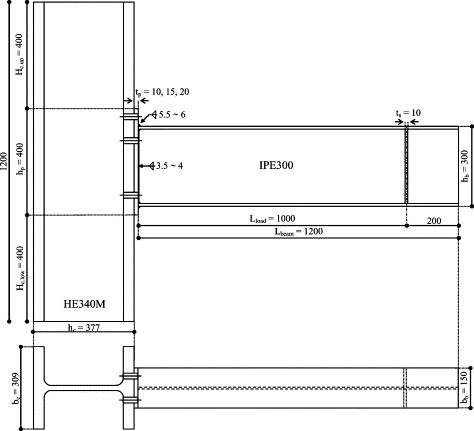 H_c,up = 400
t_p = 10, 15, 20
5.5 ~ 6
t_s = 10
1200
h_p = 400
3.5 ~ 4
IPE300
h_b = 300
L_load = 1000
200
L_beam = 1200
H_c,low = 400
HE340M
h_c = 377
b_c = 309
b_b = 150